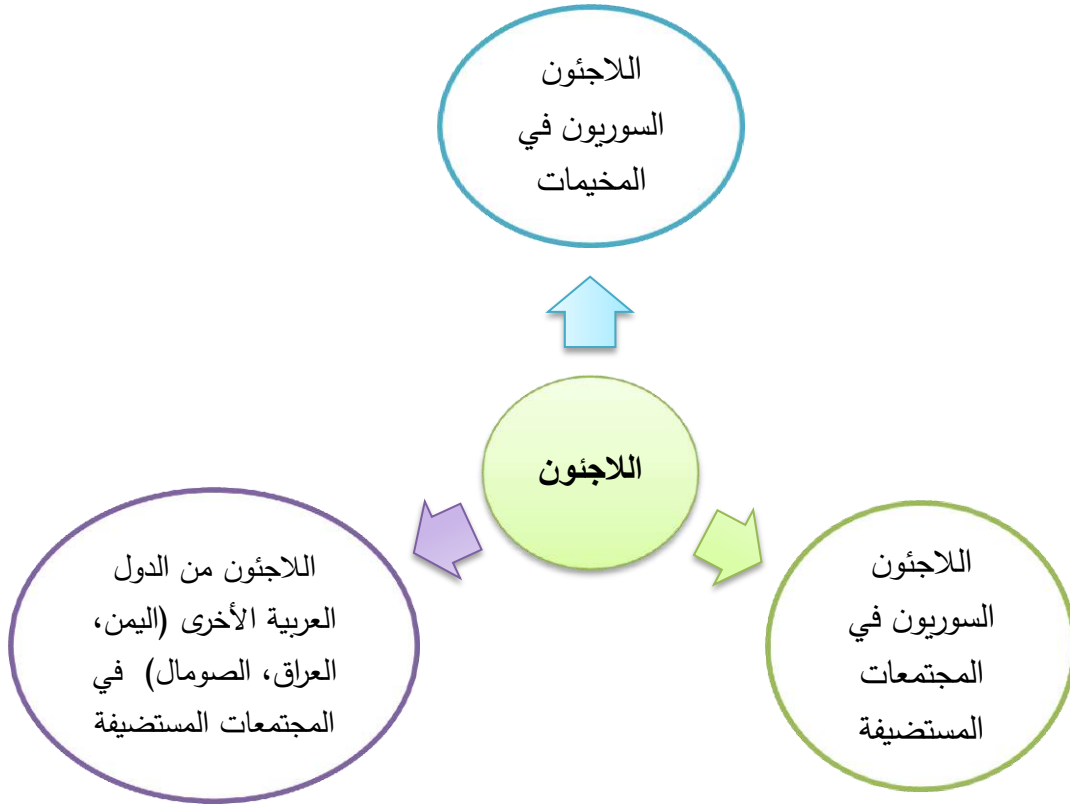 اللاجئون
السوريون في
المخيمات
اللاجئون
اللاجئون
السوريون في
المجتمعات
المستضيفة
اللاجئون من الدول
العربية الأخرى (اليمن،
العراق، الصومال) في
المجتمعات المستضيفة